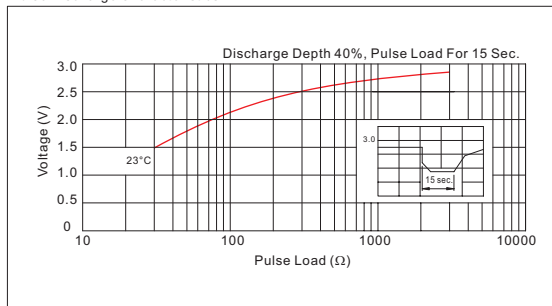 Discharge Depth 40%, Pulse Load For 15 Sec.
3.0
2.5
2.0
1.5
1.0
0.5
0
Voltage (V)
23°C
3.0
15 sec.
10 100 1000 10000
Pulse Load (Ω)